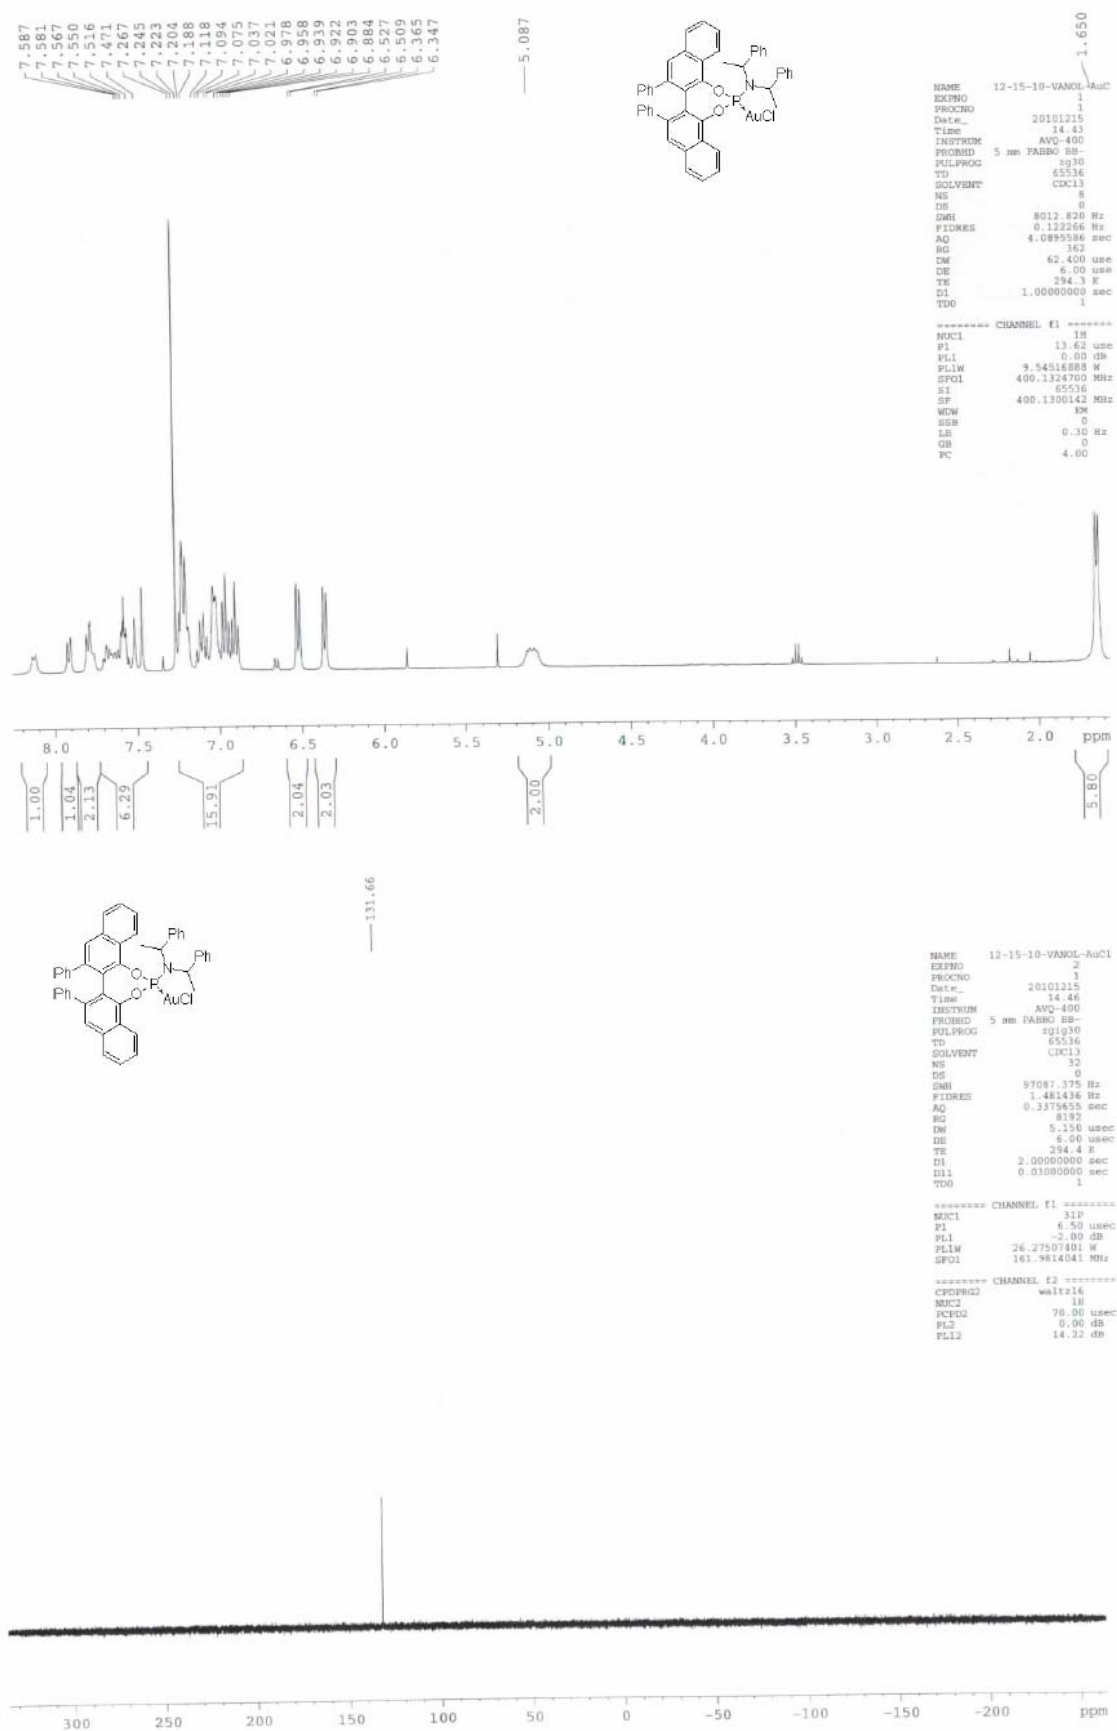 7.587
7.581
7.567
7.550
7.516
7.471
7.267
7.245
7.223
7.204
7.188
7.118
7.094
7.075
7.037
7.021
6.978
6.958
6.939
6.922
6.903
6.884
6.527
6.509
6.365
6.347
5.087
1.650
Ph
Ph
Ph
Ph
O
O
P
N
AuCl
NAME 12-15-10-VANOL-AuC
EXPNO 1
PROCNO 1
Date_ 20101215
Time 14.43
INSTRUM AVQ-400
PROBHD 5 mm PABBO BB-
PULPROG zg30
TD 65536
SOLVENT CDCl3
NS 8
DS 0
SWH 8012.820 Hz
FIDRES 0.122266 Hz
AQ 4.0895586 sec
RG 362
DW 62.400 use
DE 6.00 use
TE 294.3 K
D1 1.00000000 sec
TD0 1
======== CHANNEL f1 =======
NUC1 1H
P1 13.62 use
PL1 0.00 dB
PL1W 9.54516888 W
SFO1 400.1324700 MHz
SI 65536
SF 400.1300142 MHz
WDW EM
SSB 0
LB 0.30 Hz
GB 0
PC 4.00
8.0 7.5 7.0 6.5 6.0 5.5 5.0 4.5 4.0 3.5 3.0 2.5 2.0 ppm
1.00 1.04 2.13 6.29 15.91 2.04 2.03 2.00 5.80
131.66
Ph
Ph
Ph
Ph
O
O
P
N
AuCl
NAME 12-15-10-VANOL-AuCl
EXPNO 2
PROCNO 1
Date_ 20101215
Time 14.46
INSTRUM AVQ-400
PROBHD 5 mm PABBO BB-
PULPROG zgig30
TD 65536
SOLVENT CDCl3
NS 32
DS 0
SWH 97087.375 Hz
FIDRES 1.481436 Hz
AQ 0.3375655 sec
RG 8192
DW 5.150 usec
DE 6.00 usec
TE 294.4 K
D1 2.00000000 sec
D11 0.03000000 sec
TD0 1
======== CHANNEL f1 ========
NUC1 31P
P1 6.50 usec
PL1 -2.00 dB
PL1W 26.27507401 W
SFO1 161.9814041 MHz
======== CHANNEL f2 ========
CPDPRG2 waltz16
NUC2 1H
PCPD2 70.00 usec
PL2 0.00 dB
PL12 14.22 dB
300 250 200 150 100 50 0 -50 -100 -150 -200 ppm